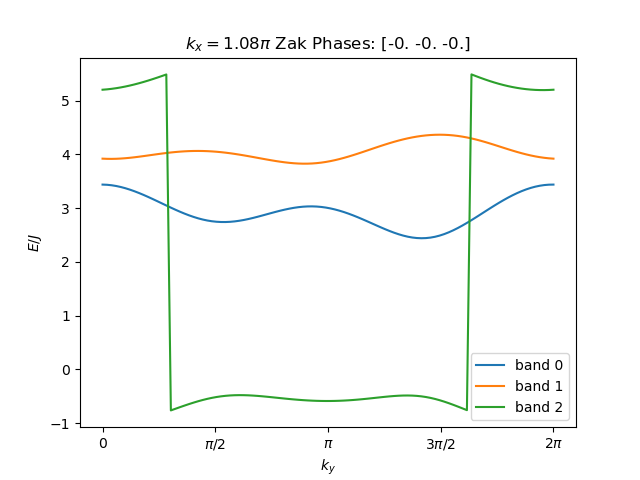 $k_x = 1.08\pi$ Zak Phases: [-0. -0. -0.]
E/J
5
4
3
2
1
0
−1
0
π/2
π
3π/2
2π
$k_y$
band 0
band 1
band 2